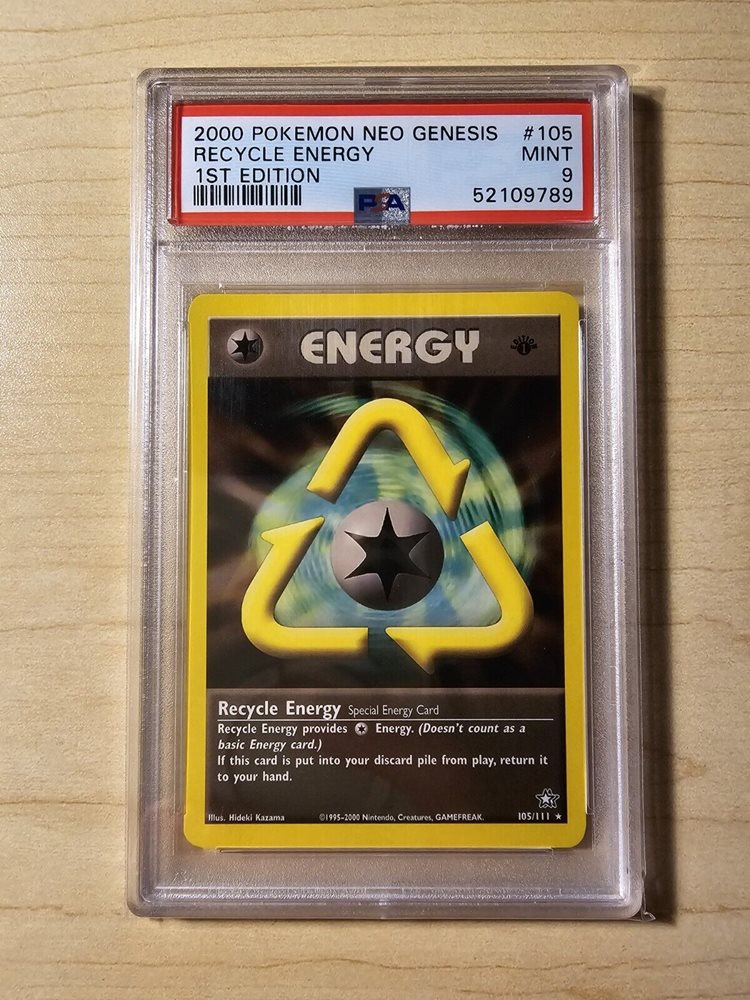 2000 POKEMON NEO GENESIS #105
RECYCLE ENERGY MINT
1ST EDITION 9
PSA 52109789
ENERGY
EDITION 1
Recycle Energy Special Energy Card
Recycle Energy provides Energy. (Doesn't count as a
basic Energy card.)
If this card is put into your discard pile from play, return it
to your hand.
Illus. Hideki Kazama ©1995-2000 Nintendo, Creatures, GAMEFREAK. 105/111 ★